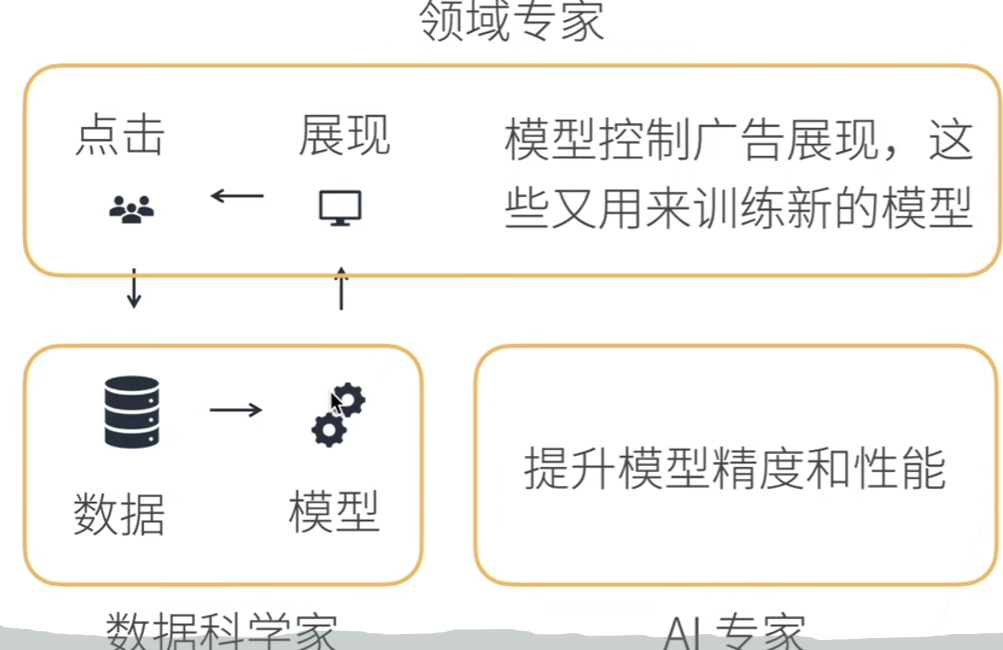 领域专家
点击
展现
模型控制广告展现，这
些又用来训练新的模型
数据
模型
提升模型精度和性能
数据科学家
AI 专家